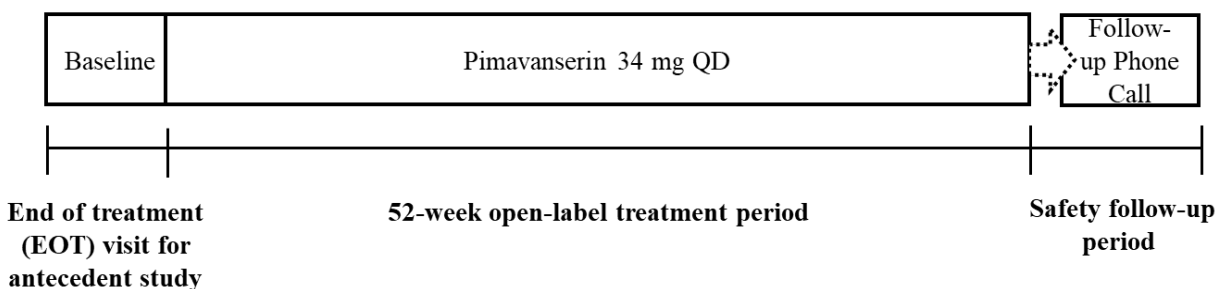 Baseline
Pimavanserin 34 mg QD
Follow-
up Phone
Call
End of treatment
(EOT) visit for
antecedent study
52-week open-label treatment period
Safety follow-up
period